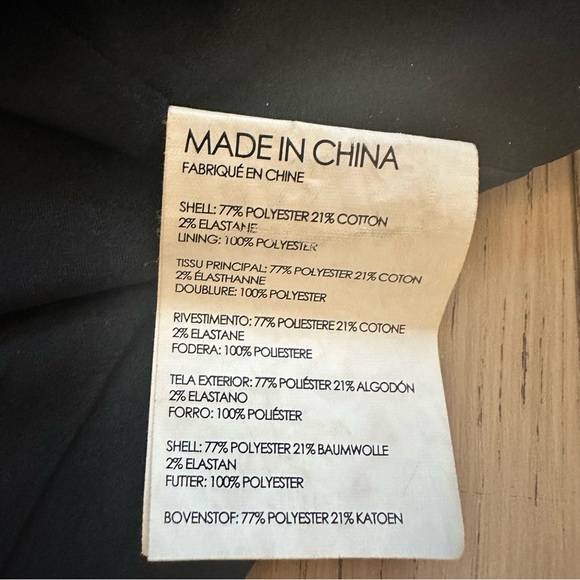 MADE IN CHINA
FABRIQUÉ EN CHINE
SHELL: 77% POLYESTER 21% COTTON
2% ELASTANE
LINING: 100% POLYESTER
TISSU PRINCIPAL: 77% POLYESTER 21% COTON
2% ÉLASTHANNE
DOUBLURE: 100% POLYESTER
RIVESTIMENTO: 77% POLIESTERE 21% COTONE
2% ELASTANE
FODERA: 100% POLIESTERE
TELA EXTERIOR: 77% POLIÉSTER 21% ALGODÓN
2% ELASTANO
FORRO: 100% POLIÉSTER
SHELL: 77% POLYESTER 21% BAUMWOLLE
2% ELASTAN
FUTTER: 100% POLYESTER
BOVENSTOF: 77% POLYESTER 21% KATOEN